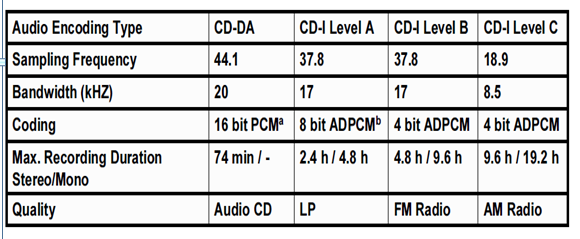 Audio Encoding Type CD-DA CD-I Level A CD-I Level B CD-I Level C
Sampling Frequency 44.1 37.8 37.8 18.9
Bandwidth (kHZ) 20 17 17 8.5
Coding 16 bit PCMᵃ 8 bit ADPCMᵇ 4 bit ADPCM 4 bit ADPCM
Max. Recording Duration 74 min / - 2.4 h / 4.8 h 4.8 h / 9.6 h 9.6 h / 19.2 h
Stereo/Mono
Quality Audio CD LP FM Radio AM Radio